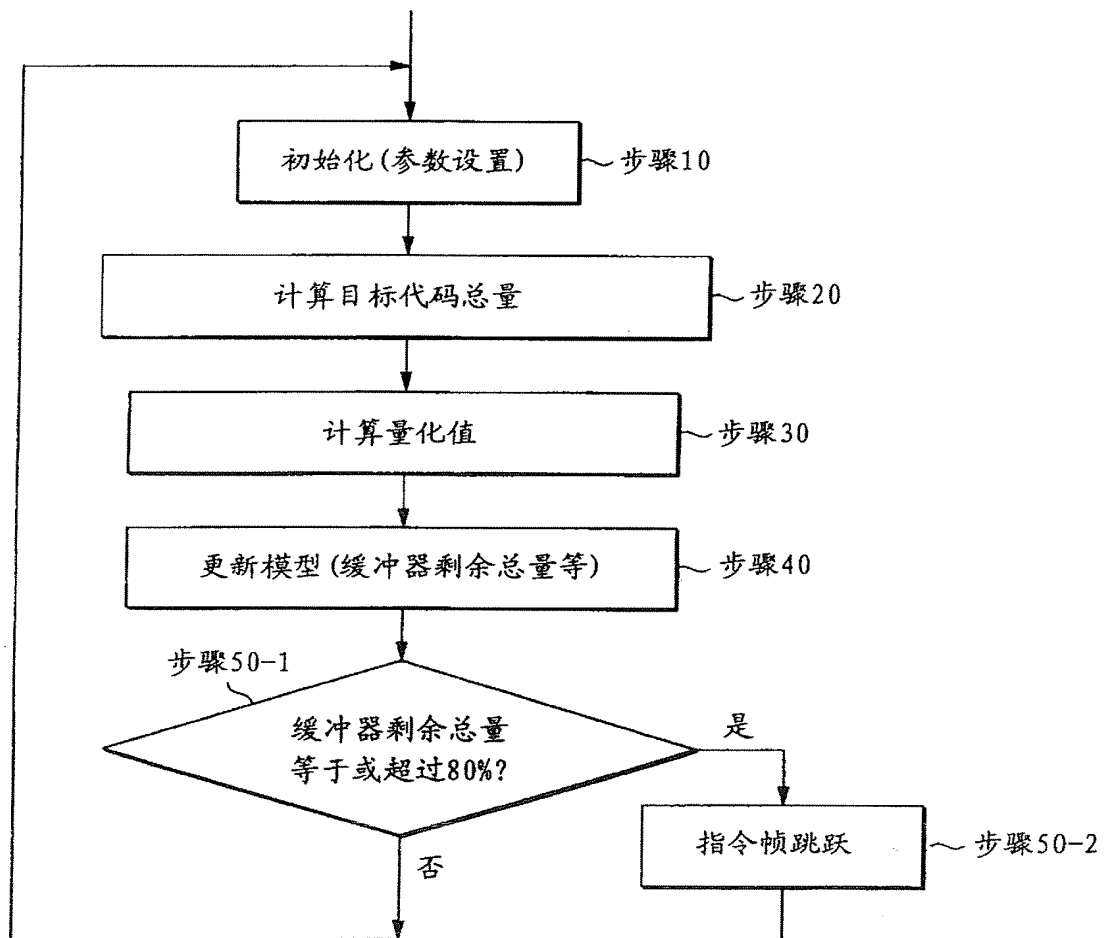 初始化(参数设置)
步骤10
计算目标代码总量
步骤20
计算量化值
步骤30
更新模型(缓冲器剩余总量等)
步骤40
步骤50-1
缓冲器剩余总量
等于或超过80%?
是
指令帧跳跃
步骤50-2
否